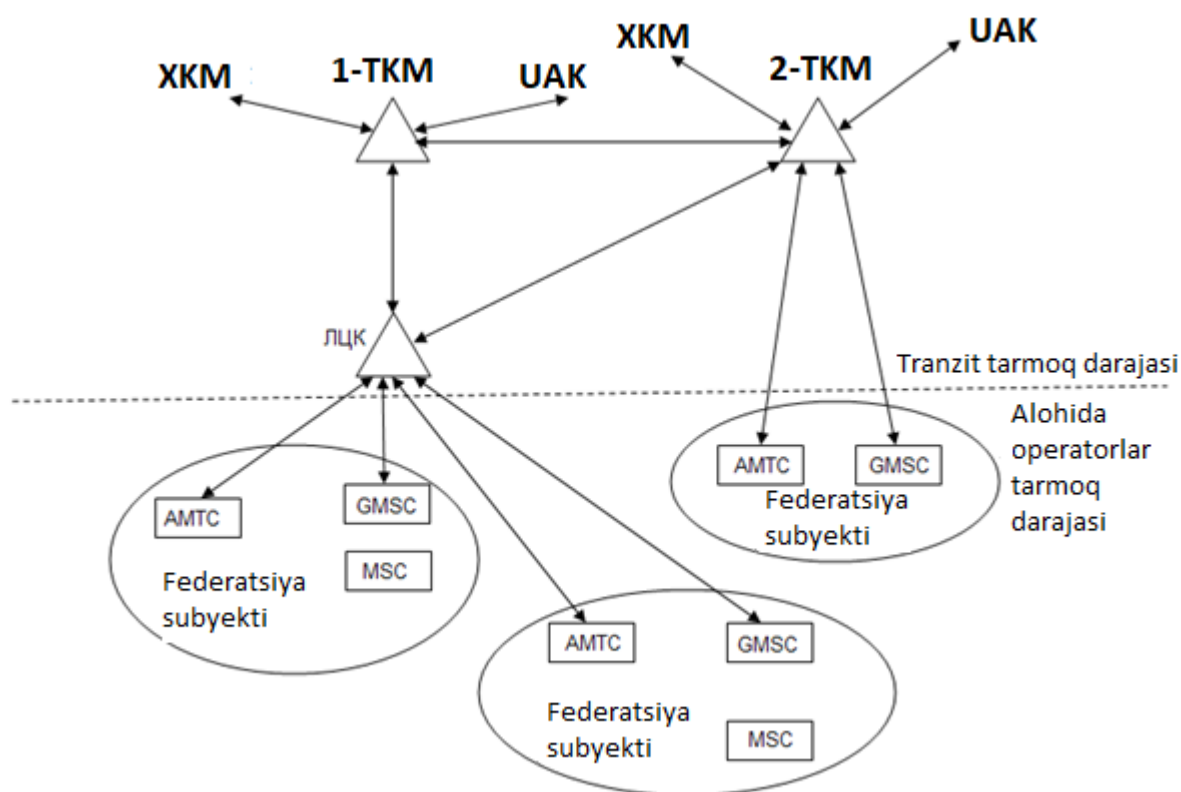 XKM
UAK
XKM
1-TKM
UAK
2-TKM
ЛЦК
Tranzit tarmoq darajasi
Alohida
operatorlar
tarmoq
darajasi
AMTC
GMSC
Federatsiya
subyekti
AMTC
GMSC
MSC
Federatsiya
subyekti
AMTC
GMSC
Federatsiya
subyekti
MSC